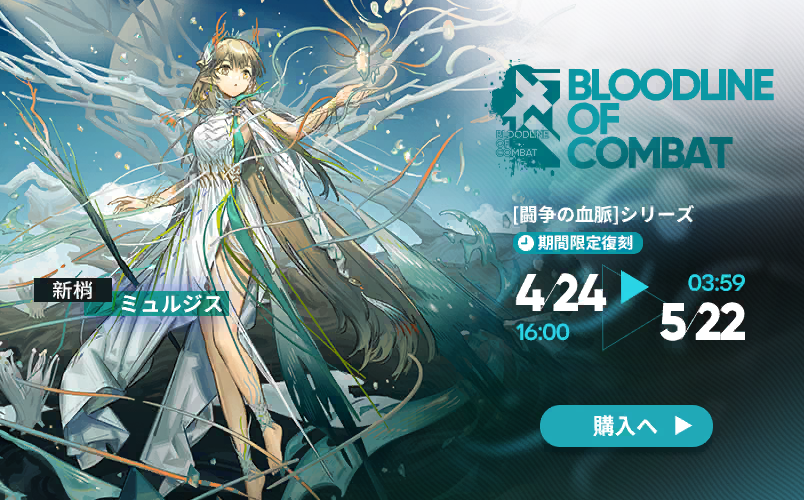 BLOODLINE
OF
COMBAT
BLOODLINE
OF
COMBAT
[闘争の血脈]シリーズ
期間限定復刻
4/24
16:00
03:59
5/22
新梢
ミュルジス
購入へ